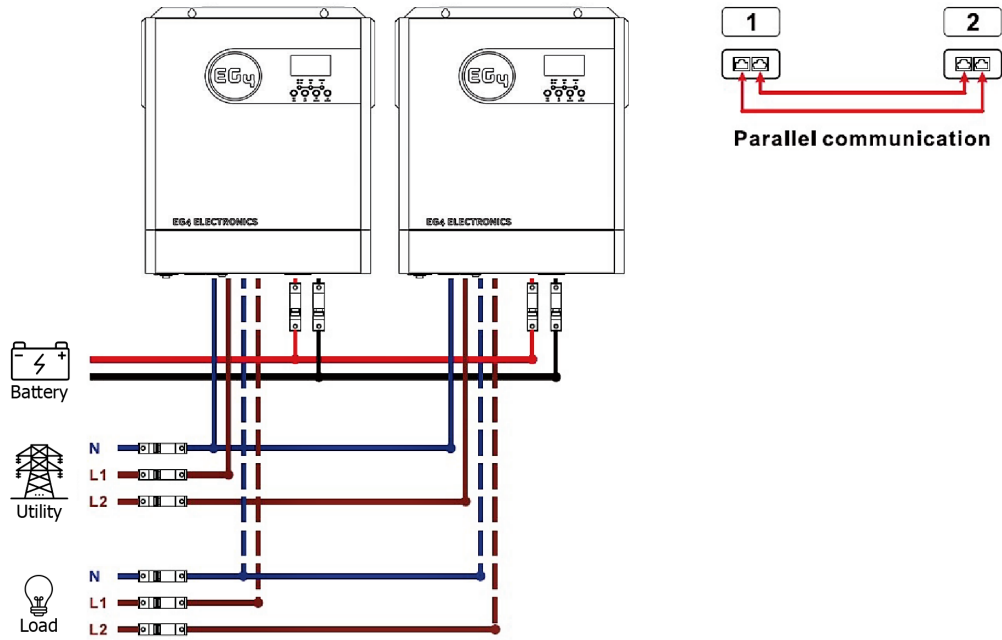 EG4
EG4
1
2
Parallel communication
EG4 ELECTRONICS
EG4 ELECTRONICS
- +
Battery
N
L1
L2
Utility
N
L1
L2
Load